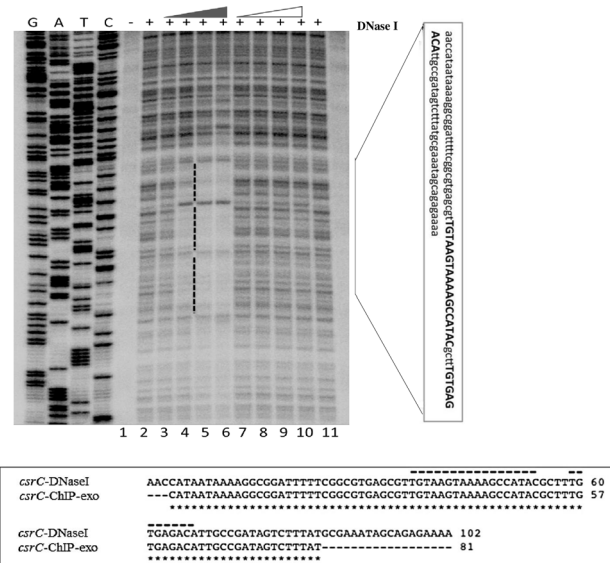 G A T C - + + + + + + + + + + DNase I
aaccataataaaaggcggatttttcggcgtgagcgtTGTAAGTAAAAGCCATACgcttTGTGAG
ACAttgccgatagtctttatgcgaaatagcagagaaaa
1 2 3 4 5 6 7 8 9 10 11
csrC-DNaseI AACCATAATAAAAGGCGGATTTTTCGGCGTGAGCGTTGTAAGTAAAAGCCATACGCTTTG 60
csrC-ChIP-exo ---CATAATAAAAGGCGGATTTTTCGGCGTGAGCGTTGTAAGTAAAAGCCATACGCTTTG 57
*********************************************************
csrC-DNaseI TGAGACATTGCCGATAGTCTTTATGCGAAATAGCAGAGAAAA 102
csrC-ChIP-exo TGAGACATTGCCGATAGTCTTTAT------------------ 81
************************